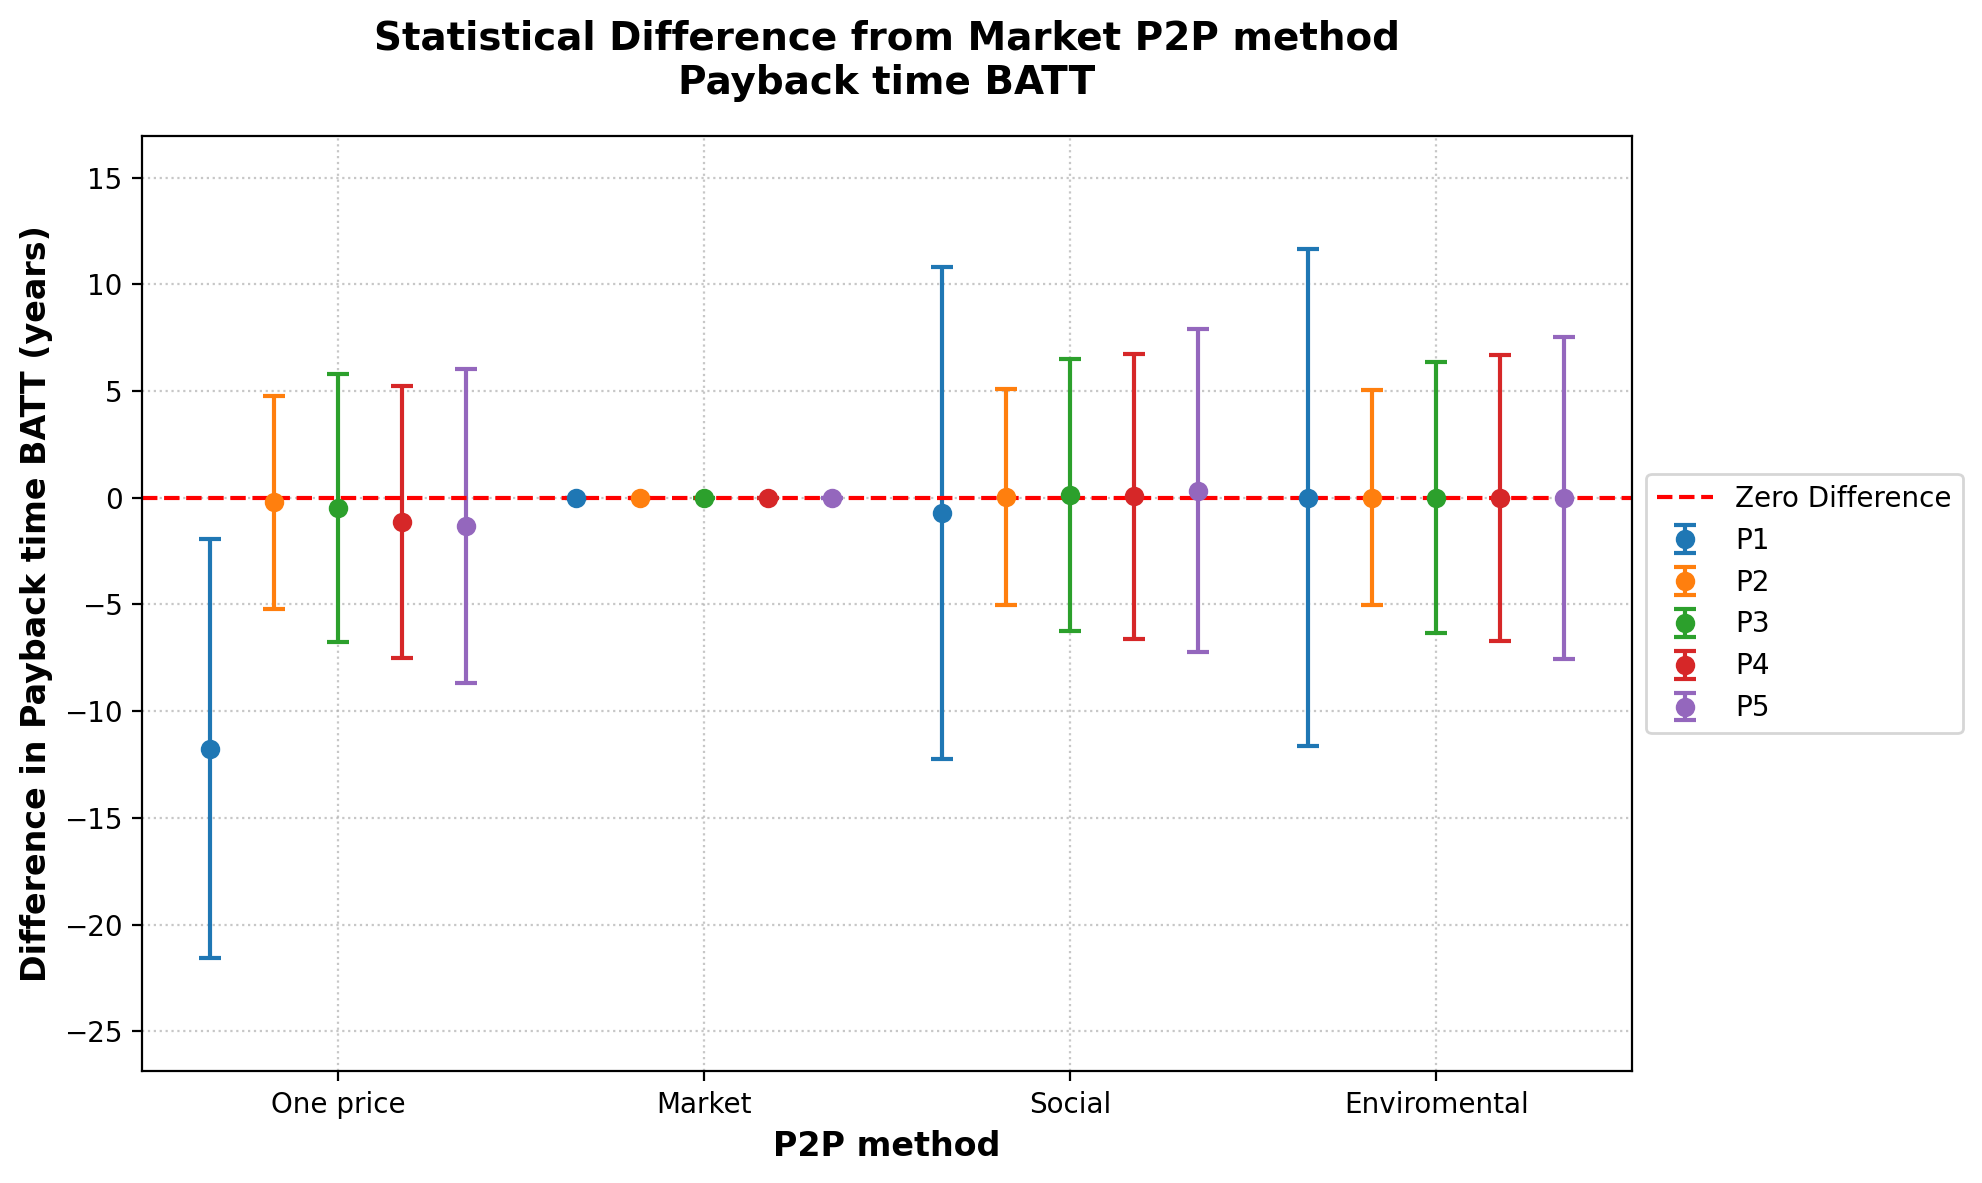 Statistical Difference from Market P2P method
Payback time BATT
Difference in Payback time BATT (years)
15
10
5
0
−5
−10
−15
−20
−25
One price
Market
Social
Enviromental
P2P method
Zero Difference
P1
P2
P3
P4
P5